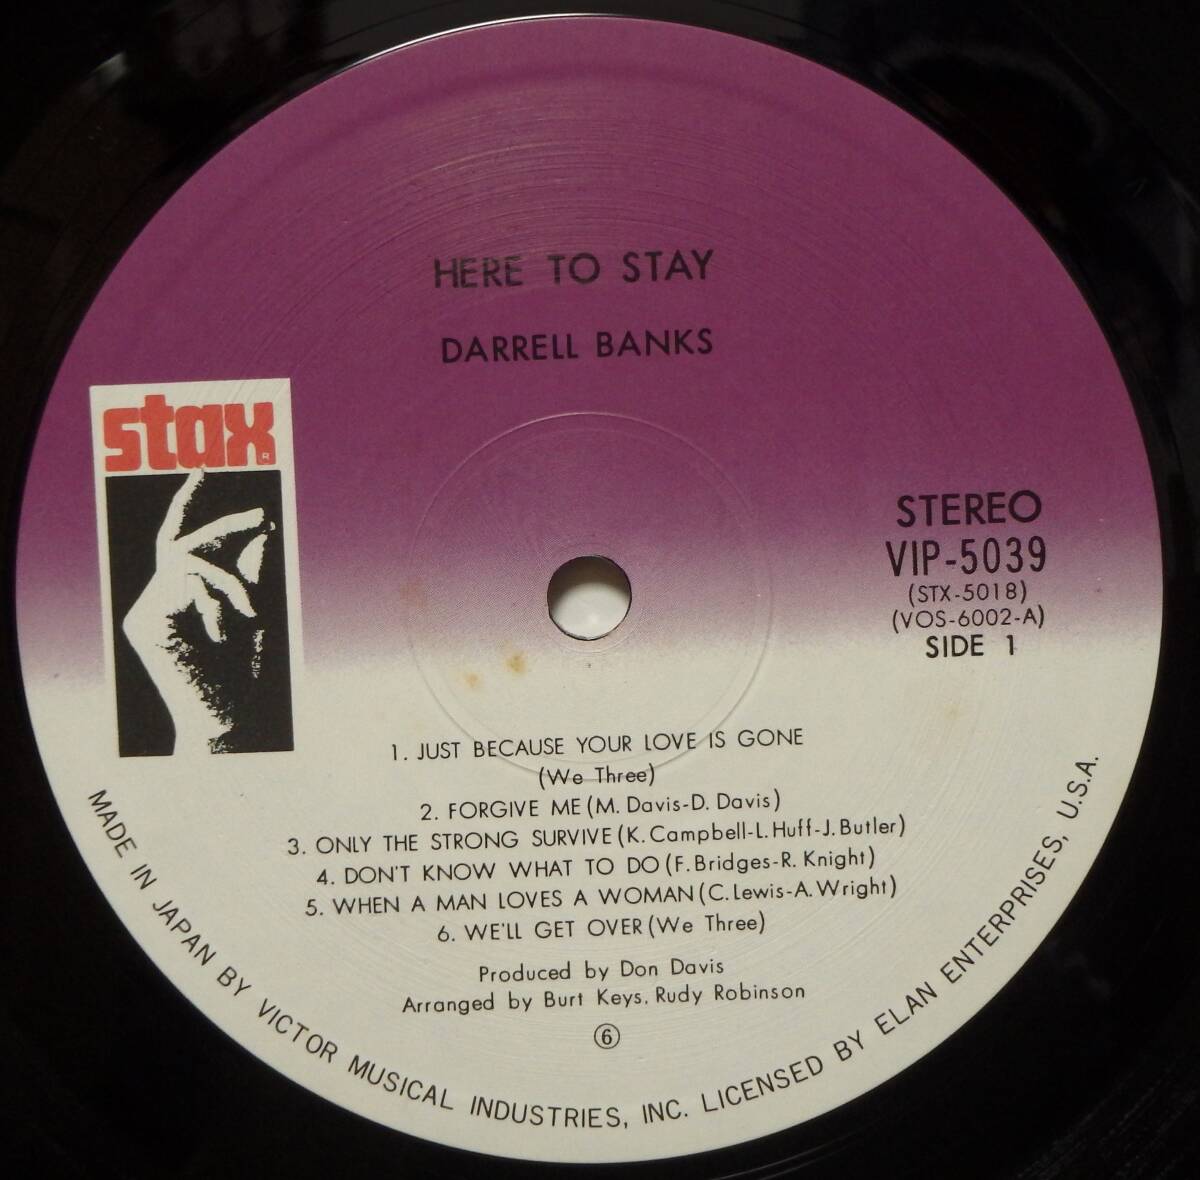 HERE TO STAY
DARRELL BANKS
stax
®
STEREO
VIP-5039
(STX-5018)
(VOS-6002-A)
SIDE 1
1. JUST BECAUSE YOUR LOVE IS GONE
(We Three)
2. FORGIVE ME (M. Davis-D. Davis)
3. ONLY THE STRONG SURVIVE (K. Campbell-L. Huff-J. Butler)
4. DON'T KNOW WHAT TO DO (F. Bridges-R. Knight)
5. WHEN A MAN LOVES A WOMAN (C. Lewis-A. Wright)
6. WE'LL GET OVER (We Three)
Produced by Don Davis
Arranged by Burt Keys. Rudy Robinson
⑥
MADE IN JAPAN BY VICTOR MUSICAL INDUSTRIES, INC. LICENSED BY ELAN ENTERPRISES, U.S.A.